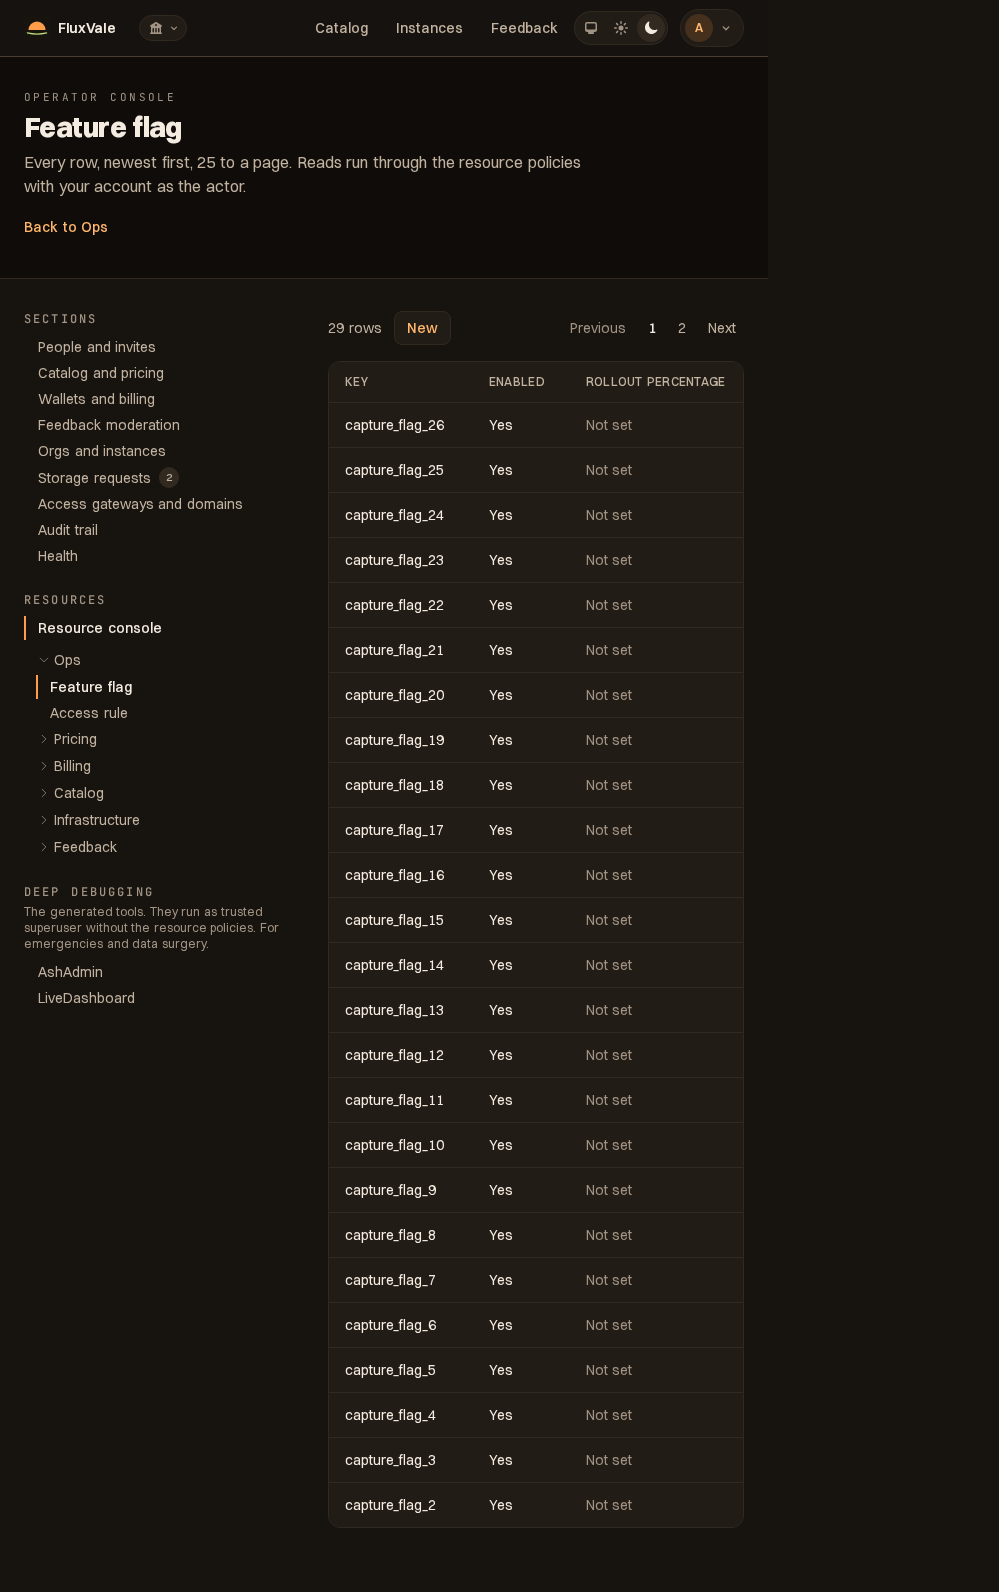 FluxVale
Catalog
Instances
Feedback
A
OPERATOR CONSOLE
Feature flag
Every row, newest first, 25 to a page. Reads run through the resource policies
with your account as the actor.
Back to Ops
SECTIONS
People and invites
Catalog and pricing
Wallets and billing
Feedback moderation
Orgs and instances
Storage requests 2
Access gateways and domains
Audit trail
Health
RESOURCES
Resource console
Ops
Feature flag
Access rule
Pricing
Billing
Catalog
Infrastructure
Feedback
DEEP DEBUGGING
The generated tools. They run as trusted
superuser without the resource policies. For
emergencies and data surgery.
AshAdmin
LiveDashboard
29 rows New Previous 1 2 Next
KEY ENABLED ROLLOUT PERCENTAGE
capture_flag_26 Yes Not set
capture_flag_25 Yes Not set
capture_flag_24 Yes Not set
capture_flag_23 Yes Not set
capture_flag_22 Yes Not set
capture_flag_21 Yes Not set
capture_flag_20 Yes Not set
capture_flag_19 Yes Not set
capture_flag_18 Yes Not set
capture_flag_17 Yes Not set
capture_flag_16 Yes Not set
capture_flag_15 Yes Not set
capture_flag_14 Yes Not set
capture_flag_13 Yes Not set
capture_flag_12 Yes Not set
capture_flag_11 Yes Not set
capture_flag_10 Yes Not set
capture_flag_9 Yes Not set
capture_flag_8 Yes Not set
capture_flag_7 Yes Not set
capture_flag_6 Yes Not set
capture_flag_5 Yes Not set
capture_flag_4 Yes Not set
capture_flag_3 Yes Not set
capture_flag_2 Yes Not set